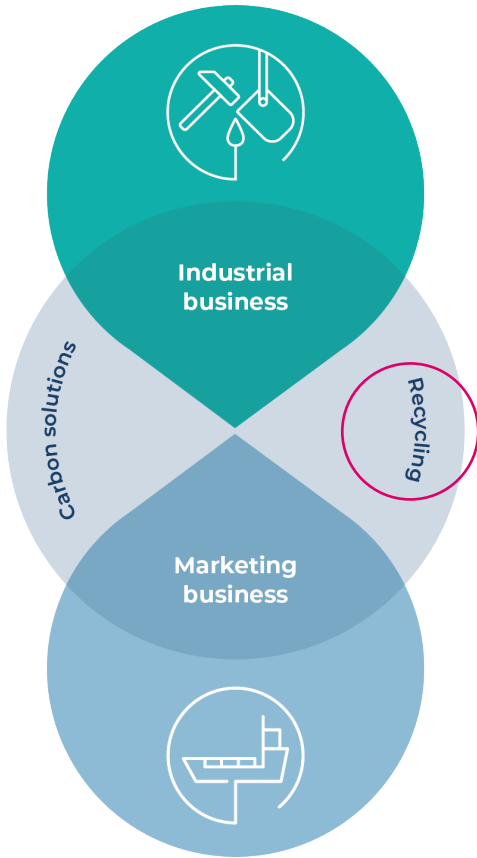 Industrial
business
Carbon solutions
Recycling
Marketing
business